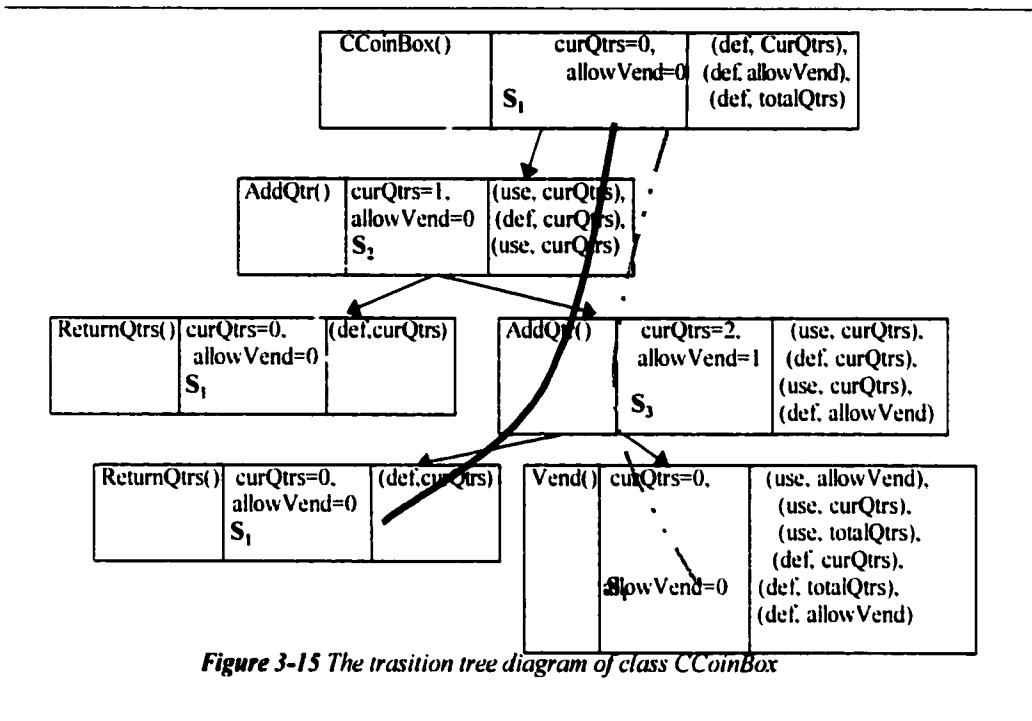 CCoinBox()
curQtrs=0,
allowVend=0
S₁
(def, CurQtrs),
(def, allowVend),
(def, totalQtrs)
AddQtr()
curQtrs=1,
allowVend=0
S₂
(use, curQtrs),
(def, curQtrs),
(use, curQtrs)
ReturnQtrs()
curQtrs=0,
allowVend=0
S₁
(def,curQtrs)
AddQtr()
curQtrs=2,
allowVend=1
S₃
(use, curQtrs),
(def, curQtrs),
(use, curQtrs),
(def, allowVend)
ReturnQtrs()
curQtrs=0,
allowVend=0
S₁
(def,curQtrs)
Vend()
curQtrs=0,
allowVend=0
(use, allowVend),
(use, curQtrs),
(use, totalQtrs),
(def, curQtrs),
(def, totalQtrs),
(def, allowVend)
Figure 3-15 The trasition tree diagram of class CCoinBox